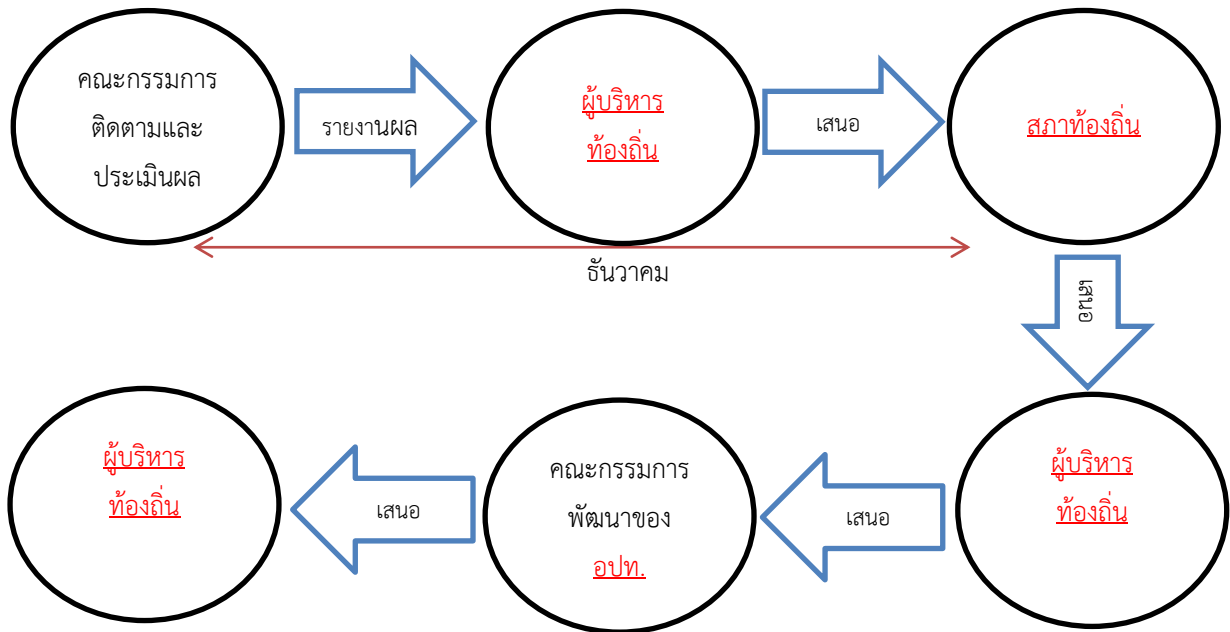 คณะกรรมการ
ติดตามและ
ประเมินผล
รายงานผล
ผู้บริหาร
ท้องถิ่น
เสนอ
สภาท้องถิ่น
ธันวาคม
เสนอ
ผู้บริหาร
ท้องถิ่น
เสนอ
คณะกรรมการ
พัฒนาของ
อปท.
เสนอ
ผู้บริหาร
ท้องถิ่น